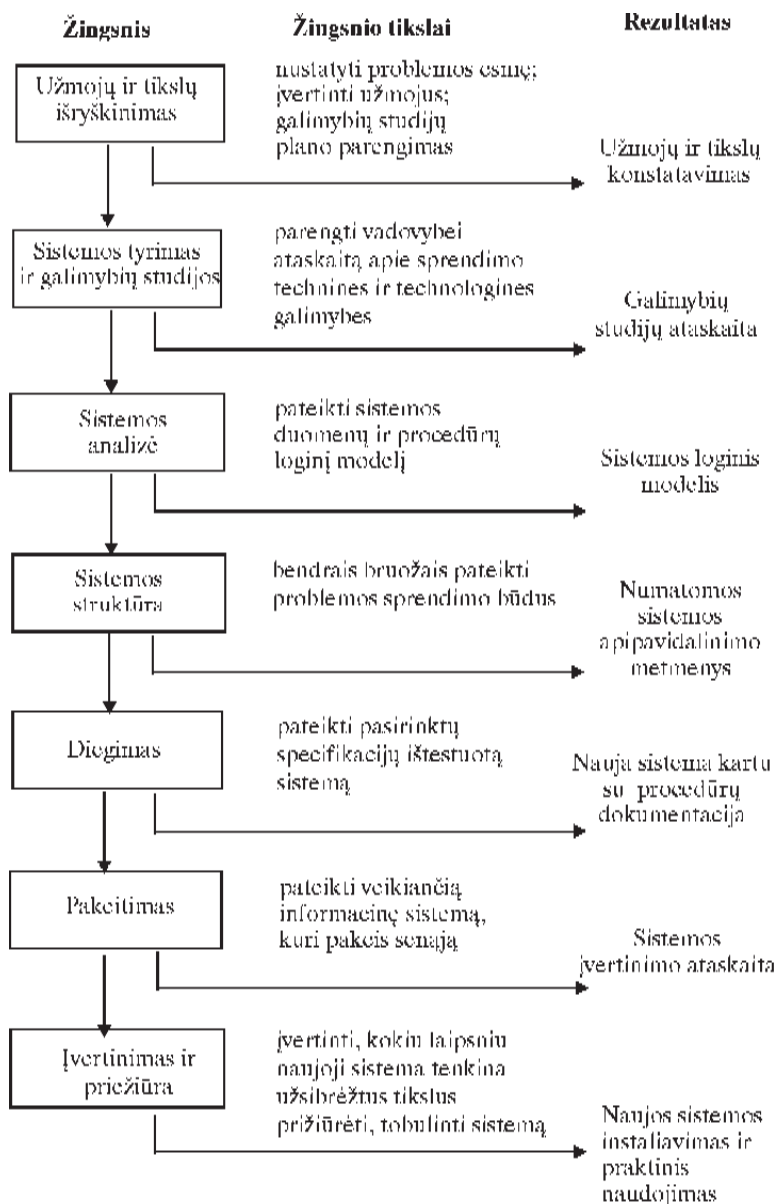 Žingsnis
Žingsnio tikslai
Rezultatas
Užmojų ir tikslų
išryškinimas
nustatyti problemos esmę;
įvertinti užmojus;
galimybių studijų
plano parengimas
Užmojų ir tikslų
konstatavimas
Sistemos tyrimas
ir galimybių studijos
parengti vadovybei
ataskaitą apie sprendimo
technines ir technologines
galimybes
Galimybių
studijų ataskaita
Sistemos
analizė
pateikti sistemos
duomenų ir procedūrų
loginį modelį
Sistemos loginis
modelis
Sistemos
struktūra
bendrais bruožais pateikti
problemos sprendimo būdus
Numatomos
sistemos
apipavidalinimo
metmenys
Diegimas
pateikti pasirinktų
specifikacijų ištestuotą
sistemą
Nauja sistema kartu
su procedūrų
dokumentacija
Pakeitimas
pateikti veikiančią
informacinę sistemą,
kuri pakeis senąją
Sistemos
įvertinimo ataskaita
Įvertinimas ir
priežiūra
įvertinti, kokiu laipsniu
naujoji sistema tenkina
užsibrėžtus tikslus
prižiūrėti, tobulinti sistemą
Naujos sistemos
instaliavimas ir
praktinis
naudojimas